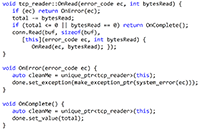 void tcp_reader::OnRead(error_code ec, int bytesRead) {
if (ec) return OnError(ec);
total -= bytesRead;
if (total <= 0 || bytesRead == 0) return OnComplete();
conn.Read(buf, sizeof(buf),
[this](error_code ec, int bytesRead) {
OnRead(ec, bytesRead); });
}
void OnError(error_code ec) {
auto cleanMe = unique_ptr<tcp_reader>(this);
done.set_exception(make_exception_ptr(system_error(ec)));
}
void OnComplete() {
auto cleanMe = unique_ptr<tcp_reader>(this);
done.set_value(total);
}